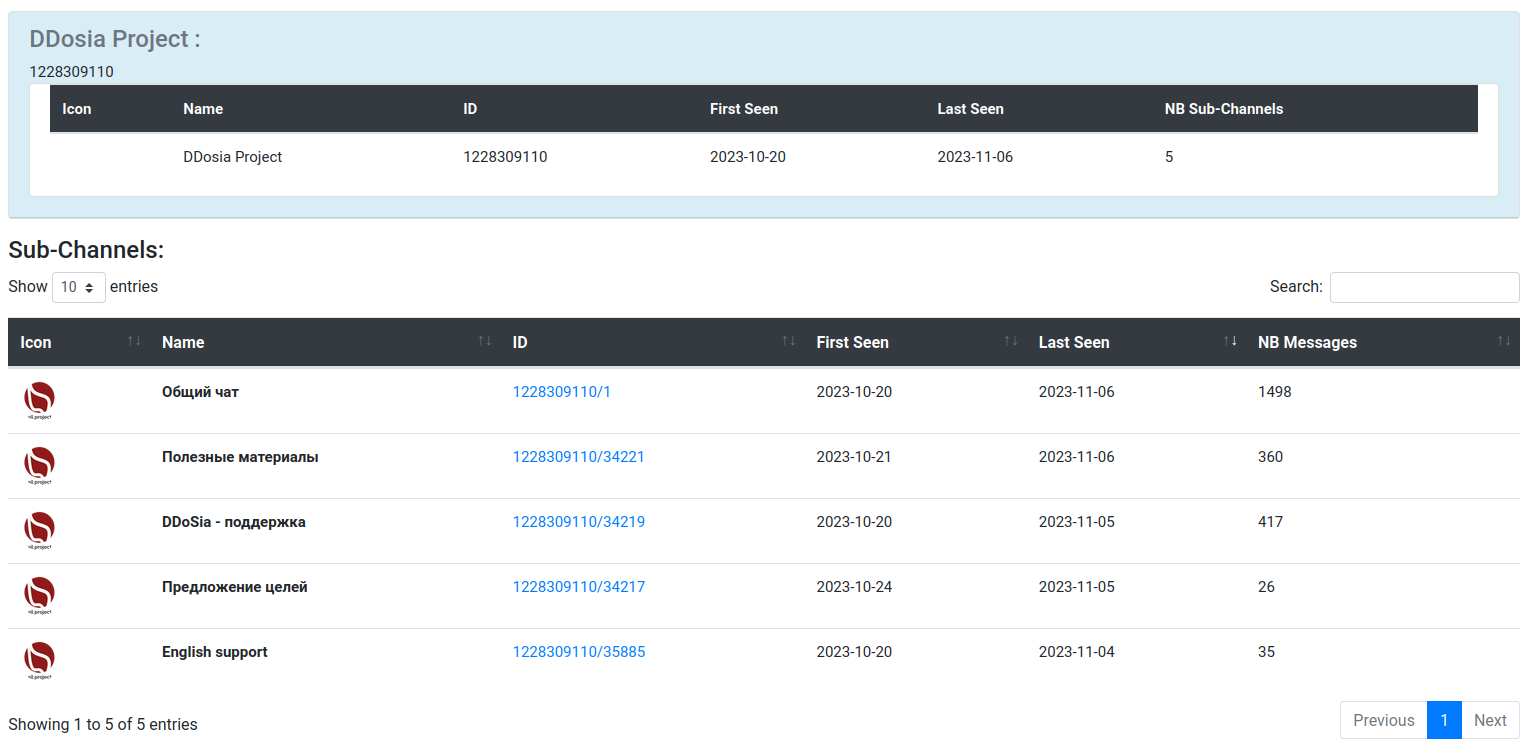 DDosia Project :
1228309110
Icon Name ID First Seen Last Seen NB Sub-Channels
DDosia Project 1228309110 2023-10-20 2023-11-06 5
Sub-Channels:
Show 10 entries Search:
Icon Name ID First Seen Last Seen NB Messages
Общий чат 1228309110/1 2023-10-20 2023-11-06 1498
Полезные материалы 1228309110/34221 2023-10-21 2023-11-06 360
DDoSia - поддержка 1228309110/34219 2023-10-20 2023-11-05 417
Предложение целей 1228309110/34217 2023-10-24 2023-11-05 26
English support 1228309110/35885 2023-10-20 2023-11-04 35
Showing 1 to 5 of 5 entries Previous 1 Next